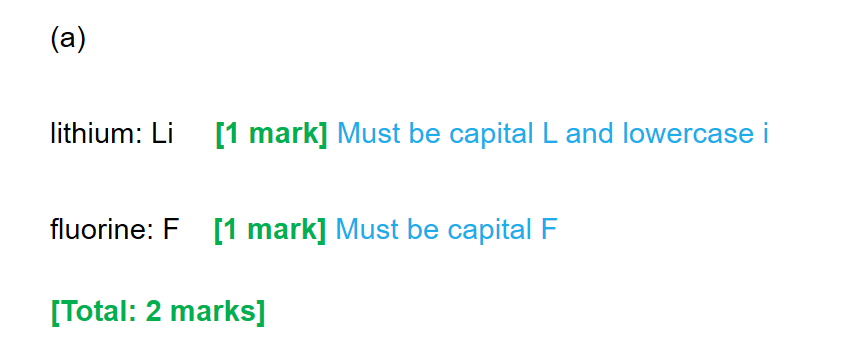 (a)
lithium: Li [1 mark] Must be capital L and lowercase i
fluorine: F [1 mark] Must be capital F
[Total: 2 marks]